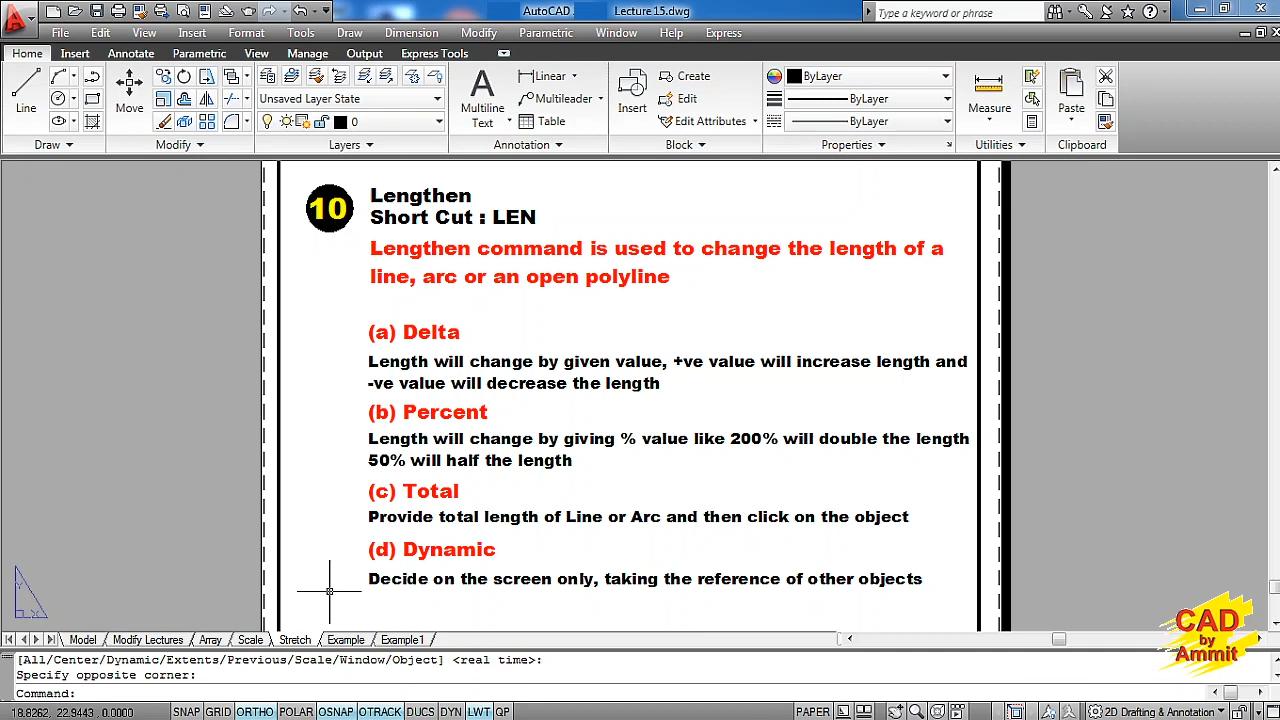 AutoCAD Lecture 15.dwg Type a keyword or phrase
File Edit View Insert Format Tools Draw Dimension Modify Parametric Window Help Express
Home Insert Annotate Parametric View Manage Output Express Tools
Line Move Unsaved Layer State 0 Multiline Text Linear Multileader Table Insert Create Edit Edit Attributes ByLayer ByLayer ByLayer Measure Paste
Draw Modify Layers Annotation Block Properties Utilities Clipboard
10 Lengthen
Short Cut : LEN
Lengthen command is used to change the length of a
line, arc or an open polyline
(a) Delta
Length will change by given value, +ve value will increase length and
-ve value will decrease the length
(b) Percent
Length will change by giving % value like 200% will double the length
50% will half the length
(c) Total
Provide total length of Line or Arc and then click on the object
(d) Dynamic
Decide on the screen only, taking the reference of other objects
CAD
by
Ammit
Model Modify Lectures Array Scale Stretch Example Example1
[All/Center/Dynamic/Extents/Previous/Scale/Window/Object] <real time>:
Specify opposite corner:
Command:
18.8262, 22.9443, 0.0000 SNAP GRID ORTHO POLAR OSNAP OTRACK DUCS DYN LWT QP PAPER 2D Drafting & Annotation